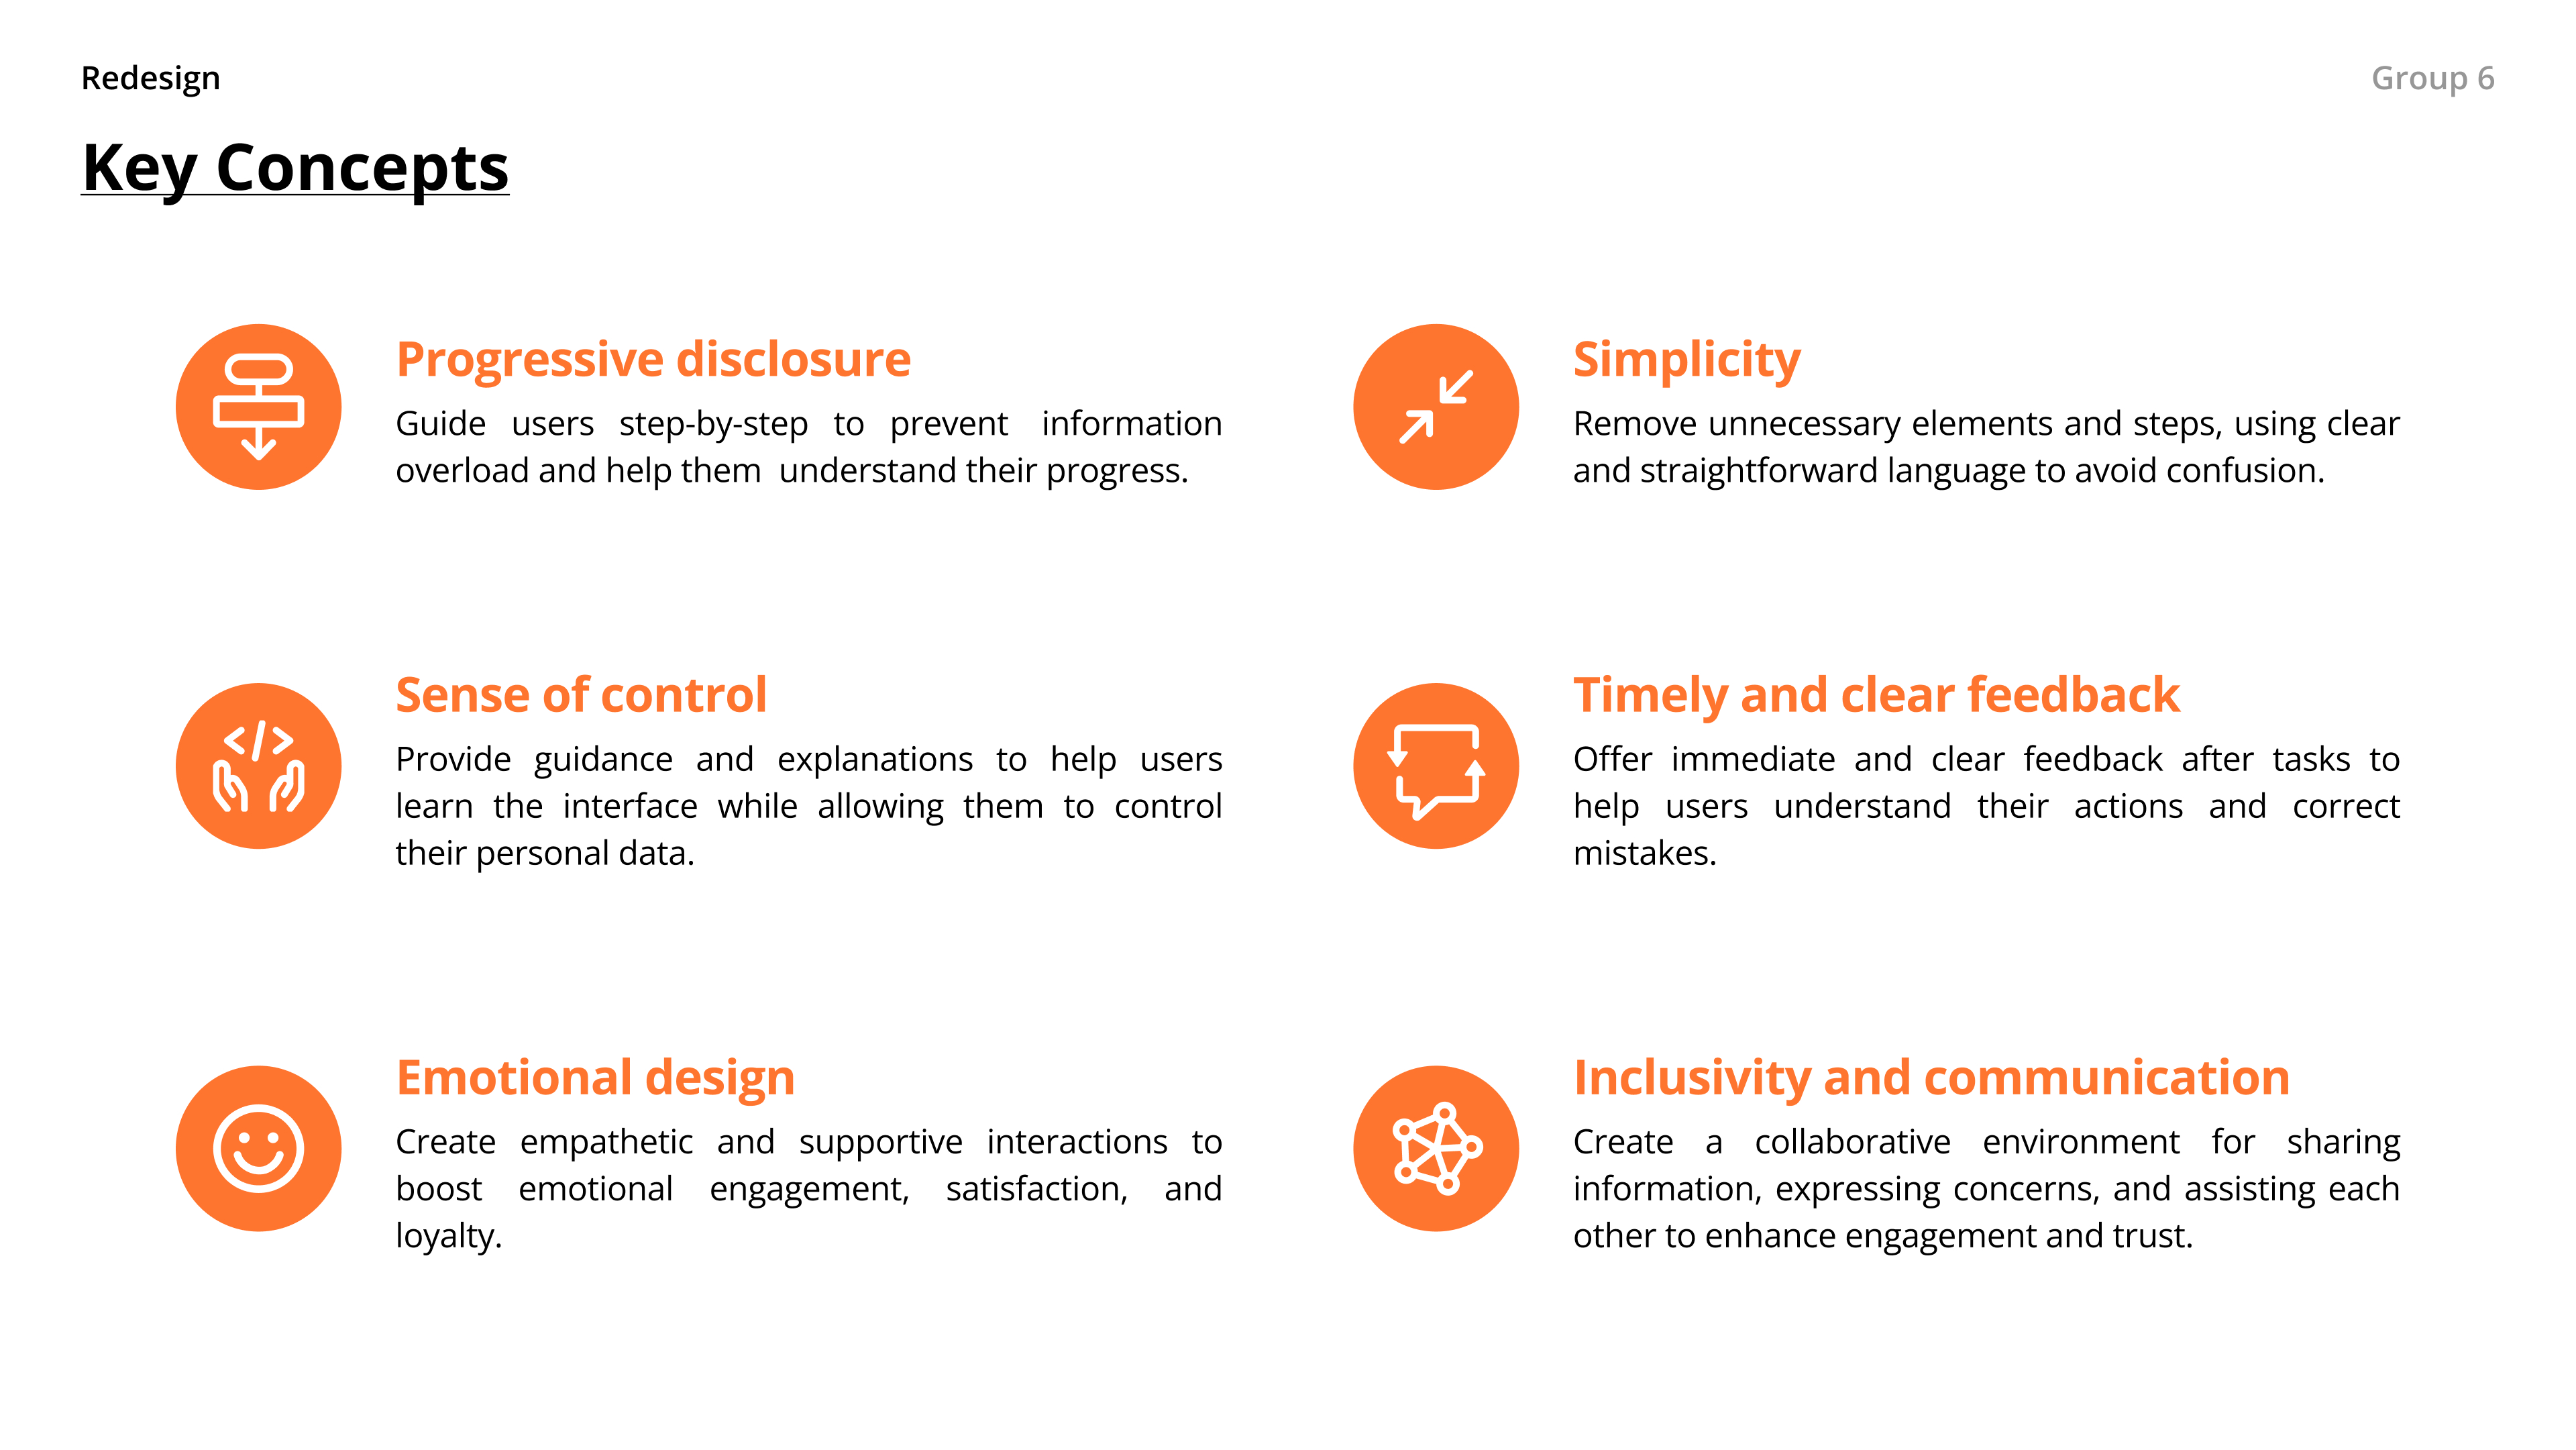 Redesign
Group 6
Key Concepts
Progressive disclosure
Guide users step-by-step to prevent information
overload and help them understand their progress.
Simplicity
Remove unnecessary elements and steps, using clear
and straightforward language to avoid confusion.
Sense of control
Provide guidance and explanations to help users
learn the interface while allowing them to control
their personal data.
Timely and clear feedback
Offer immediate and clear feedback after tasks to
help users understand their actions and correct
mistakes.
Emotional design
Create empathetic and supportive interactions to
boost emotional engagement, satisfaction, and
loyalty.
Inclusivity and communication
Create a collaborative environment for sharing
information, expressing concerns, and assisting each
other to enhance engagement and trust.